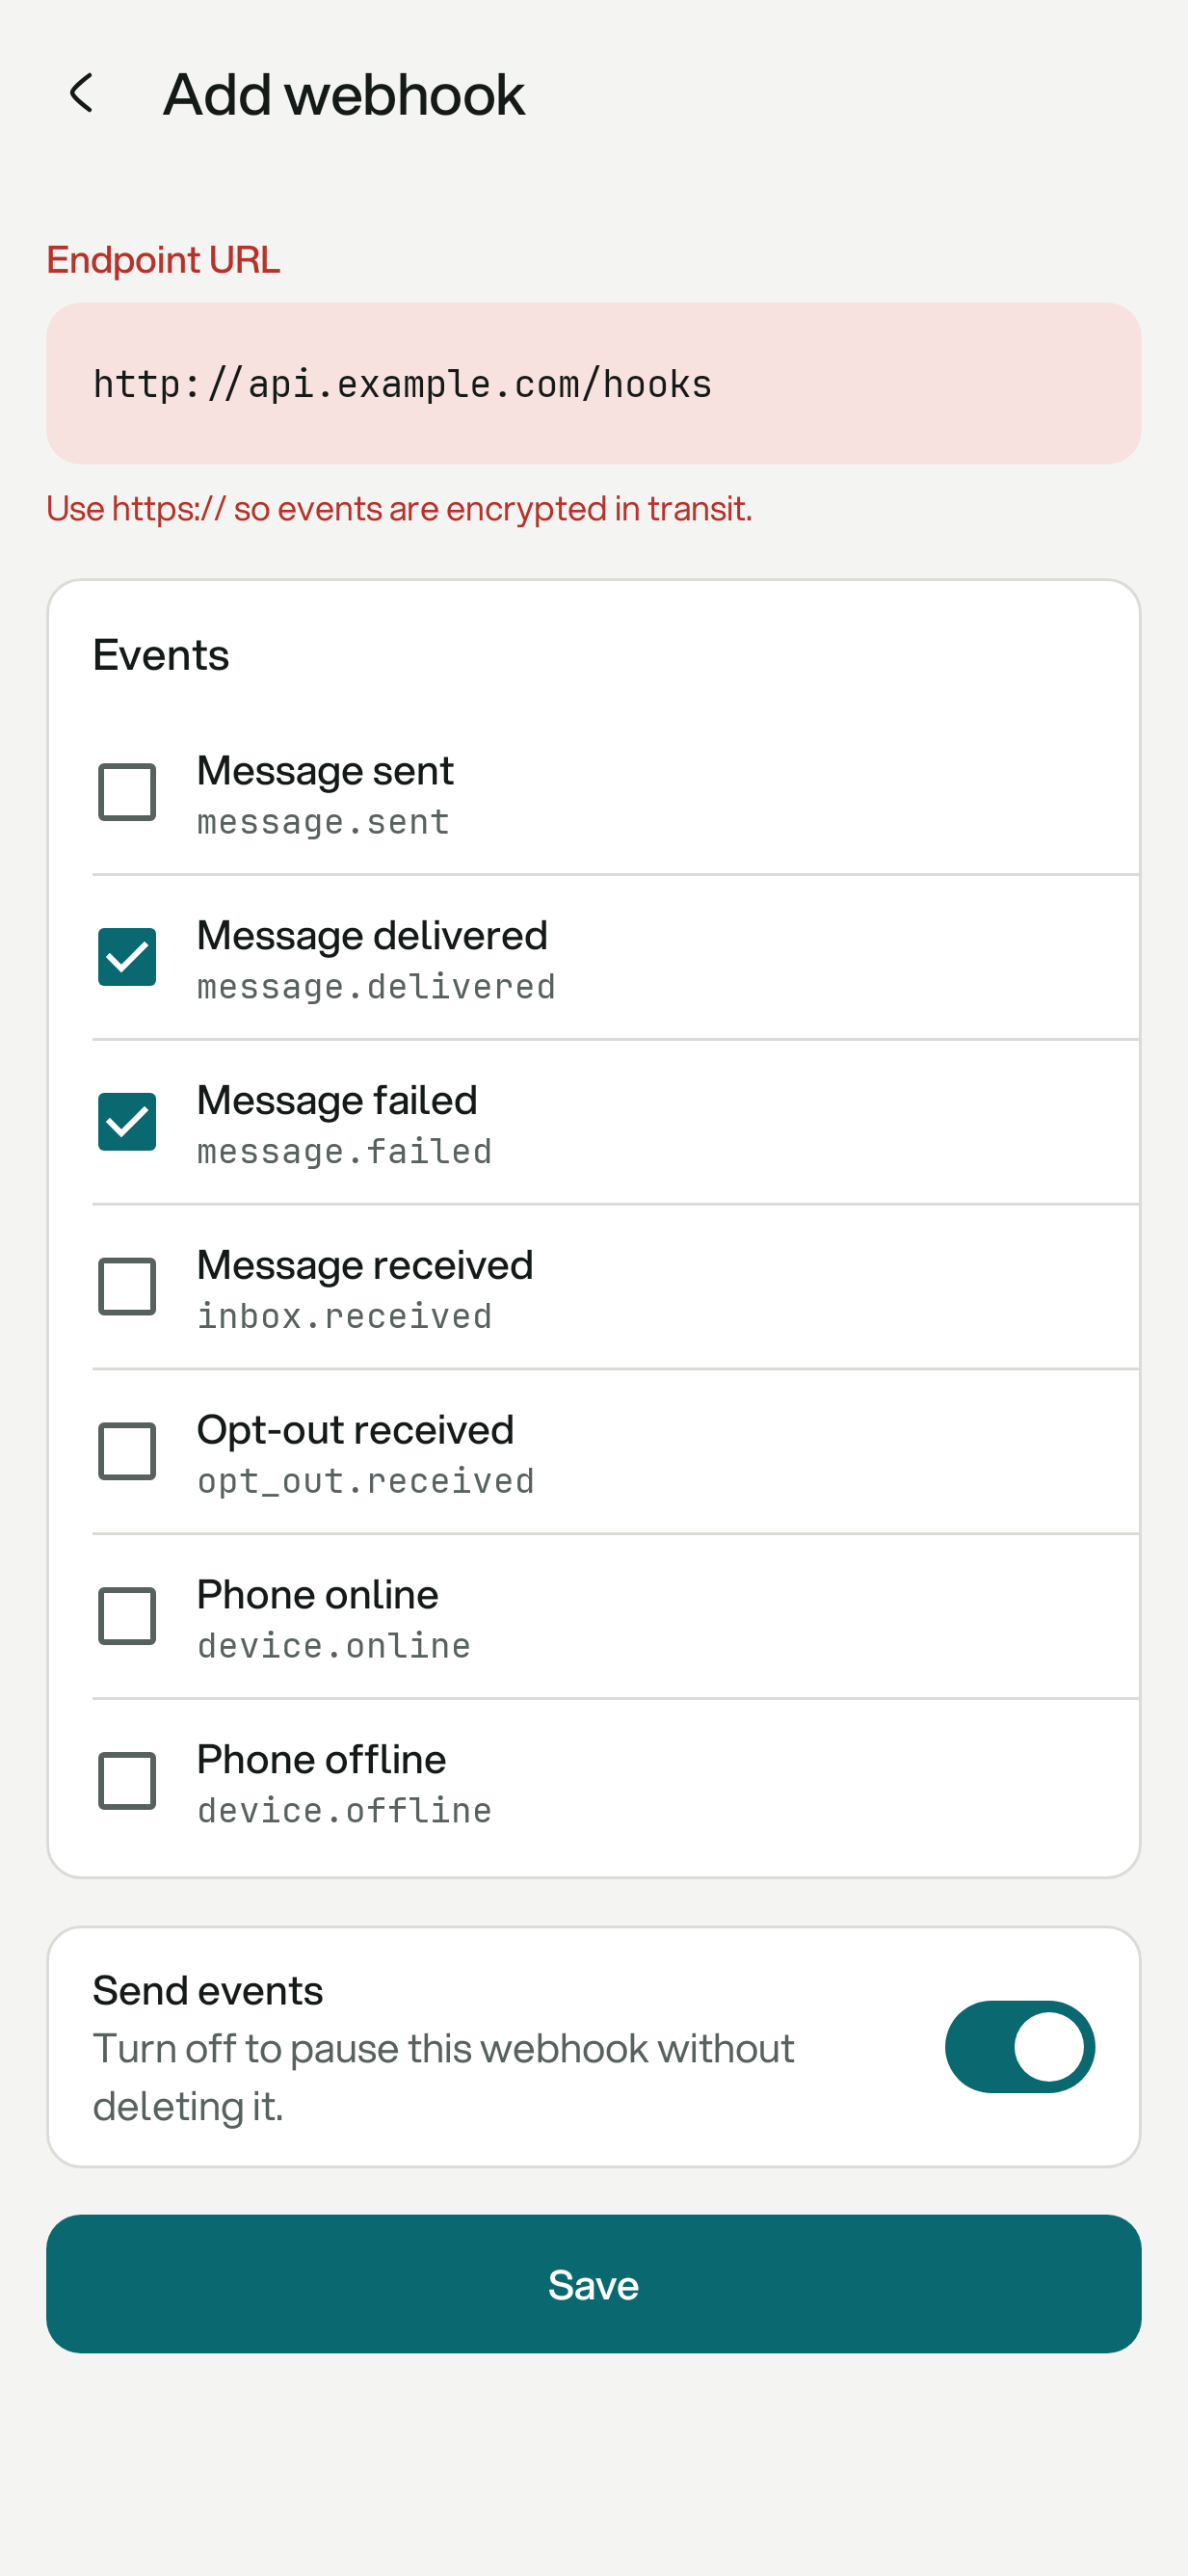 Add webhook
Endpoint URL
http://api.example.com/hooks
Use https:// so events are encrypted in transit.
Events
Message sent
message.sent
Message delivered
message.delivered
Message failed
message.failed
Message received
inbox.received
Opt-out received
opt_out.received
Phone online
device.online
Phone offline
device.offline
Send events
Turn off to pause this webhook without
deleting it.
Save